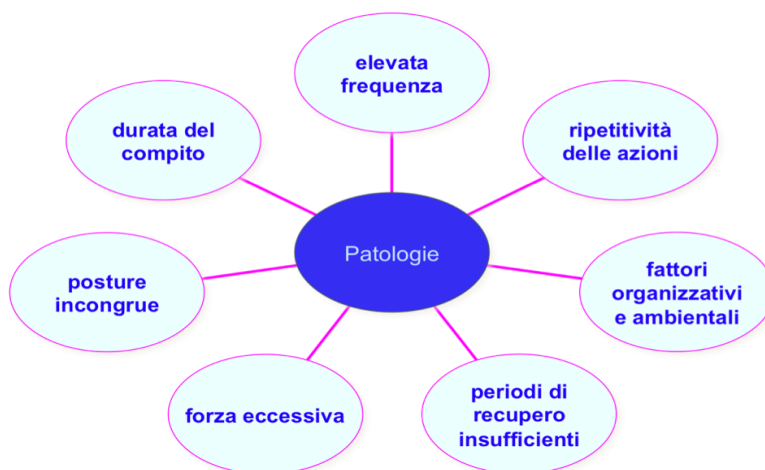 elevata
frequenza
durata del
compito
ripetitività
delle azioni
Patologie
posture
incongrue
fattori
organizzativi
e ambientali
forza eccessiva
periodi di
recupero
insufficienti